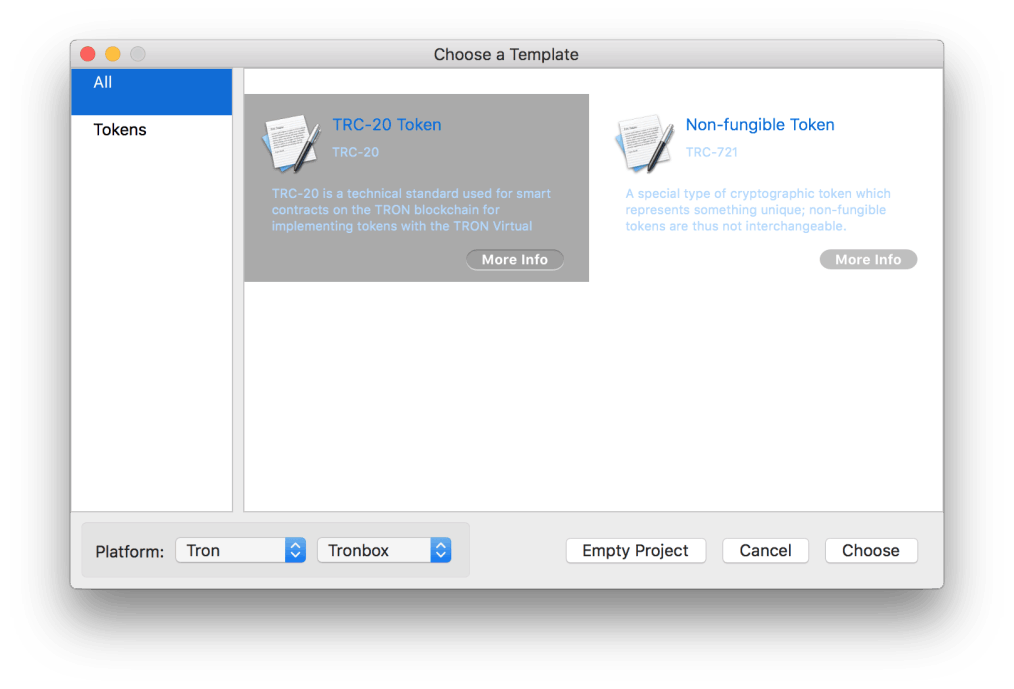 Choose a Template
All
Tokens
TRC-20 Token
TRC-20
TRC-20 is a technical standard used for smart
contracts on the TRON blockchain for
implementing tokens with the TRON Virtual
More Info
Non-fungible Token
TRC-721
A special type of cryptographic token which
represents something unique; non-fungible
tokens are thus not interchangeable.
More Info
Platform: Tron Tronbox Empty Project Cancel Choose